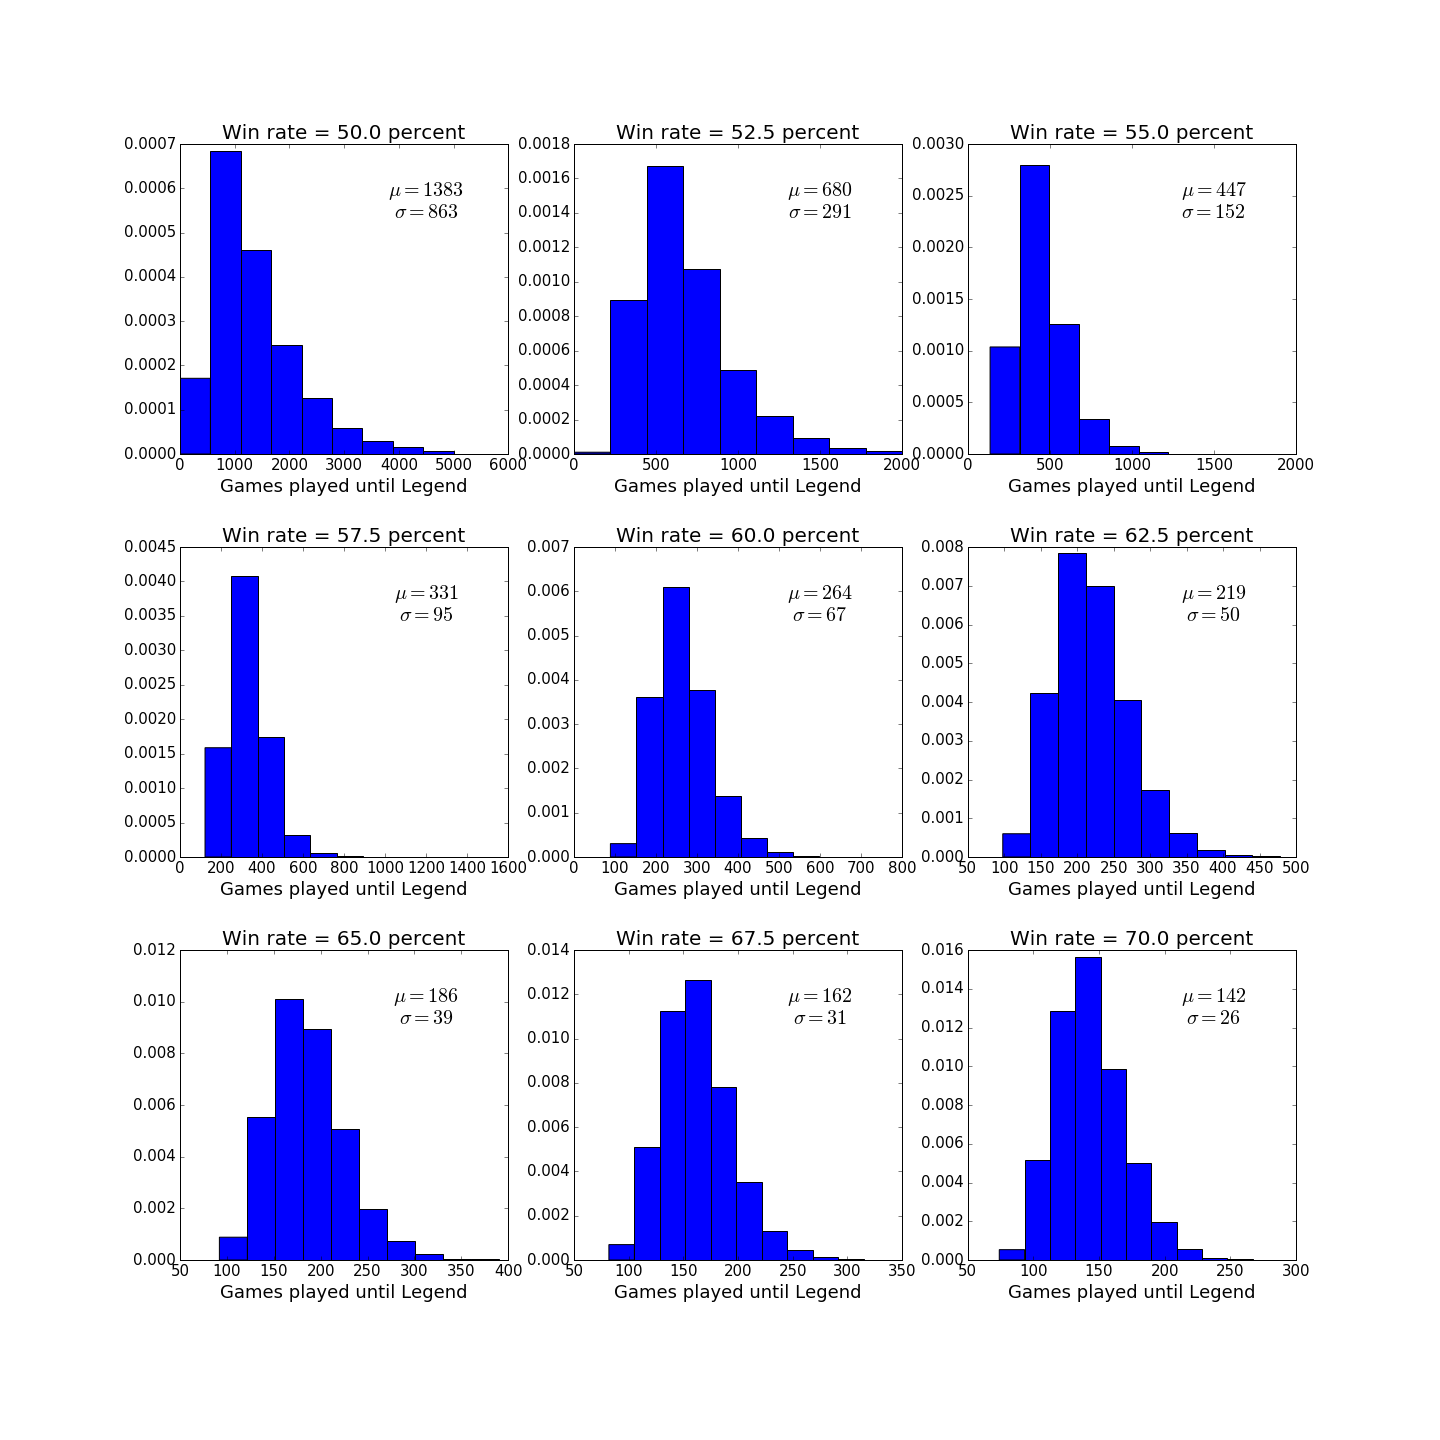 Win rate = 50.0 percent
0.0007
0.0006
0.0005
0.0004
0.0003
0.0002
0.0001
0.0000
μ = 1383
σ = 863
0 1000 2000 3000 4000 5000 6000
Games played until Legend
Win rate = 52.5 percent
0.0018
0.0016
0.0014
0.0012
0.0010
0.0008
0.0006
0.0004
0.0002
0.0000
μ = 680
σ = 291
0 500 1000 1500 2000
Games played until Legend
Win rate = 55.0 percent
0.0030
0.0025
0.0020
0.0015
0.0010
0.0005
0.0000
μ = 447
σ = 152
0 500 1000 1500 2000
Games played until Legend
Win rate = 57.5 percent
0.0045
0.0040
0.0035
0.0030
0.0025
0.0020
0.0015
0.0010
0.0005
0.0000
μ = 331
σ = 95
0 200 400 600 800 1000 1200 1400 1600
Games played until Legend
Win rate = 60.0 percent
0.007
0.006
0.005
0.004
0.003
0.002
0.001
0.000
μ = 264
σ = 67
0 100 200 300 400 500 600 700 800
Games played until Legend
Win rate = 62.5 percent
0.008
0.007
0.006
0.005
0.004
0.003
0.002
0.001
0.000
μ = 219
σ = 50
50 100 150 200 250 300 350 400 450 500
Games played until Legend
Win rate = 65.0 percent
0.012
0.010
0.008
0.006
0.004
0.002
0.000
μ = 186
σ = 39
50 100 150 200 250 300 350 400
Games played until Legend
Win rate = 67.5 percent
0.014
0.012
0.010
0.008
0.006
0.004
0.002
0.000
μ = 162
σ = 31
50 100 150 200 250 300 350
Games played until Legend
Win rate = 70.0 percent
0.016
0.014
0.012
0.010
0.008
0.006
0.004
0.002
0.000
μ = 142
σ = 26
50 100 150 200 250 300
Games played until Legend